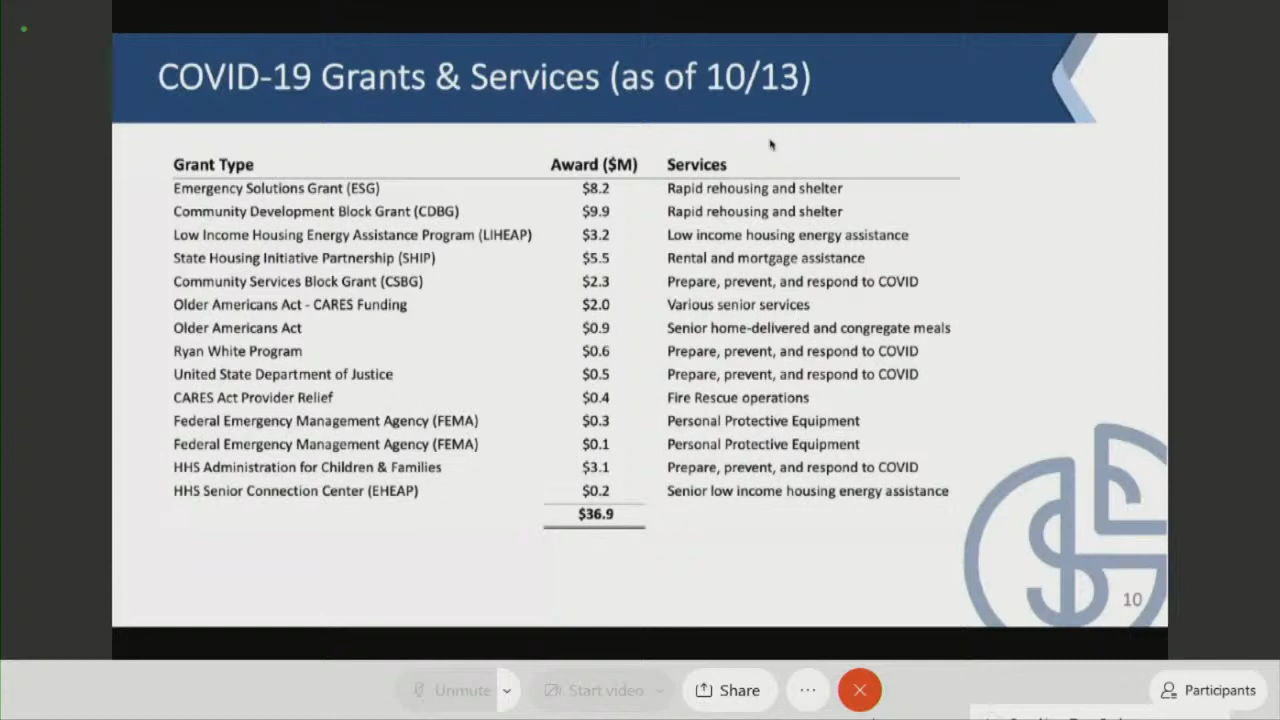 COVID-19 Grants & Services (as of 10/13)
Grant Type Award ($M) Services
Emergency Solutions Grant (ESG) $8.2 Rapid rehousing and shelter
Community Development Block Grant (CDBG) $9.9 Rapid rehousing and shelter
Low Income Housing Energy Assistance Program (LIHEAP) $3.2 Low income housing energy assistance
State Housing Initiative Partnership (SHIP) $5.5 Rental and mortgage assistance
Community Services Block Grant (CSBG) $2.3 Prepare, prevent, and respond to COVID
Older Americans Act - CARES Funding $2.0 Various senior services
Older Americans Act $0.9 Senior home-delivered and congregate meals
Ryan White Program $0.6 Prepare, prevent, and respond to COVID
United State Department of Justice $0.5 Prepare, prevent, and respond to COVID
CARES Act Provider Relief $0.4 Fire Rescue operations
Federal Emergency Management Agency (FEMA) $0.3 Personal Protective Equipment
Federal Emergency Management Agency (FEMA) $0.1 Personal Protective Equipment
HHS Administration for Children & Families $3.1 Prepare, prevent, and respond to COVID
HHS Senior Connection Center (EHEAP) $0.2 Senior low income housing energy assistance
$36.9
10
Unmute Start video Share Participants